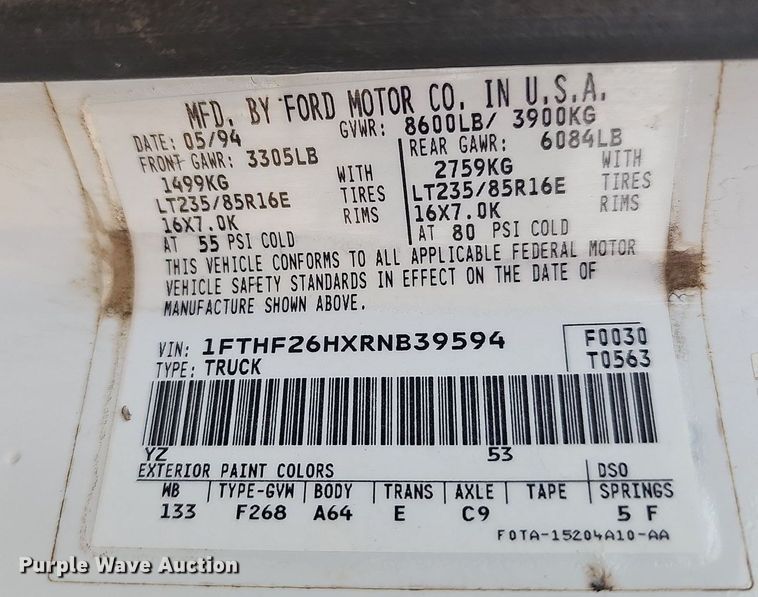 MFD. BY FORD MOTOR CO. IN U.S.A.
DATE: 05/94 GVWR: 8600LB/ 3900KG
FRONT GAWR: 3305LB REAR GAWR: 6084LB
1499KG WITH 2759KG WITH
LT235/85R16E TIRES LT235/85R16E TIRES
16X7.0K RIMS 16X7.0K RIMS
AT 55 PSI COLD AT 80 PSI COLD
THIS VEHICLE CONFORMS TO ALL APPLICABLE FEDERAL MOTOR
VEHICLE SAFETY STANDARDS IN EFFECT ON THE DATE OF
MANUFACTURE SHOWN ABOVE.
VIN: 1FTHF26HXRNB39594 F0030
TYPE: TRUCK T0563
YZ 53
EXTERIOR PAINT COLORS DSO
WB TYPE-GVW BODY TRANS AXLE TAPE SPRINGS
133 F268 A64 E C9 5 F
F0TA-15204A10-AA
Purple Wave Auction